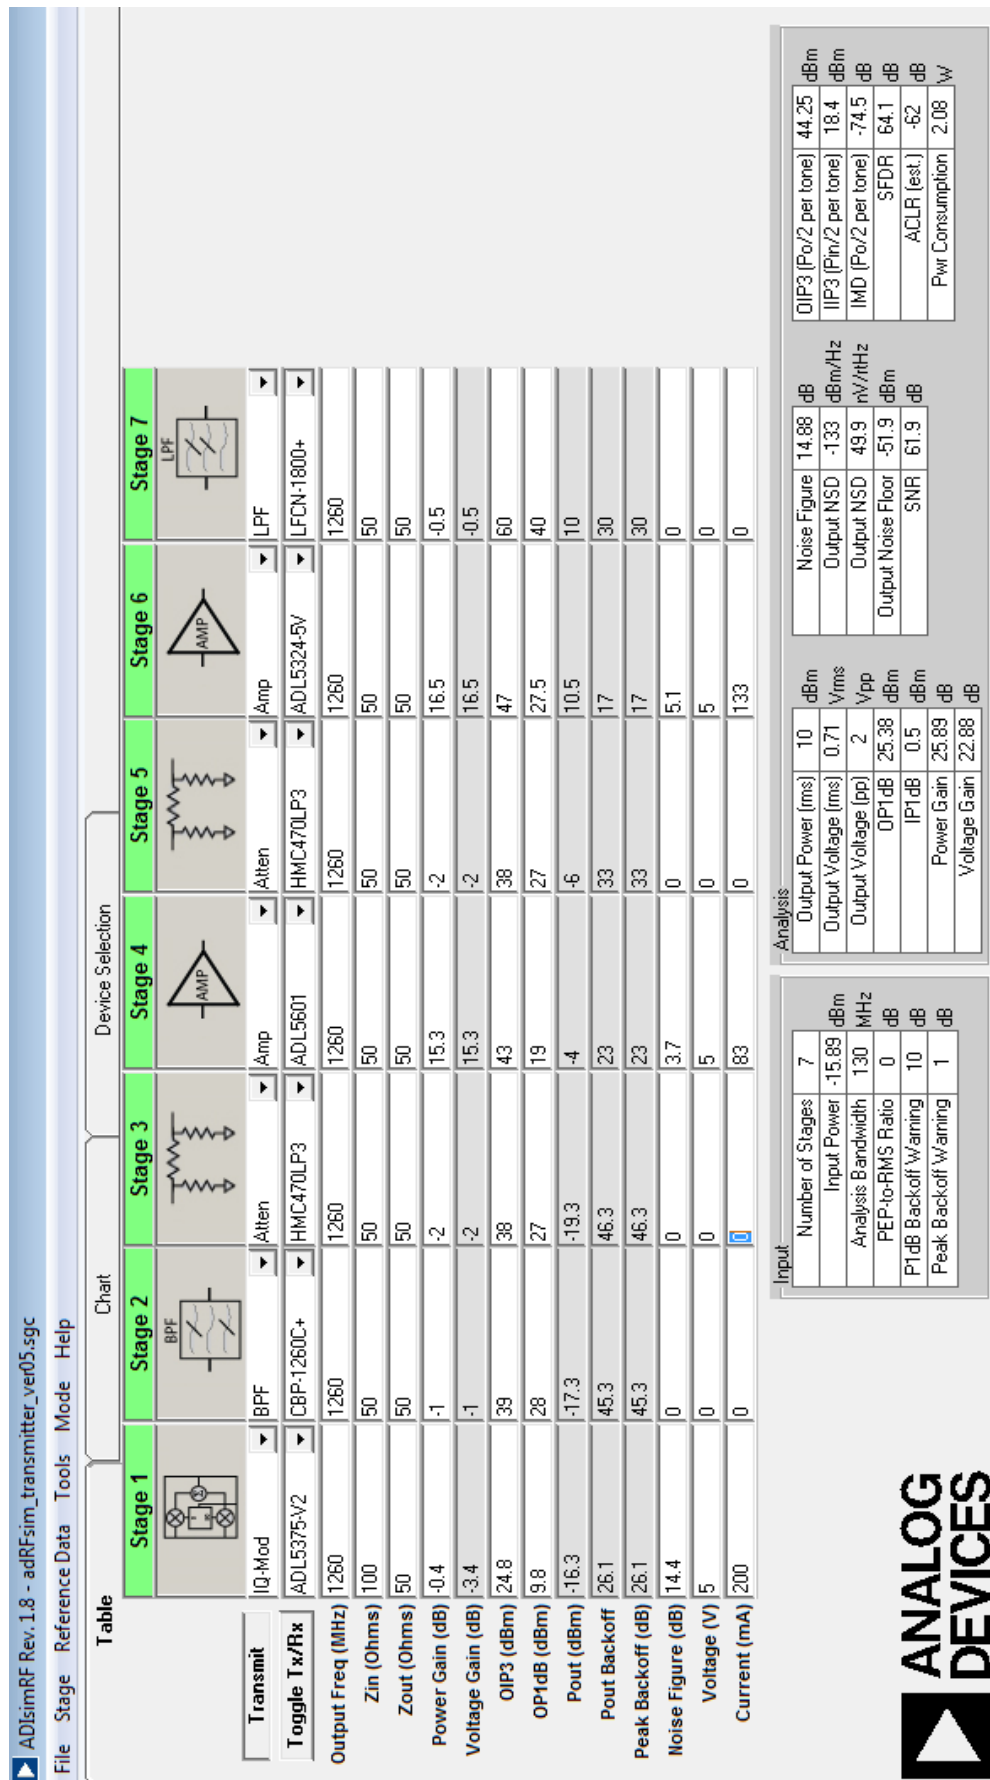 ADIsimRF Rev. 1.8 - adRFsim_transmitter_ver05.sgc
File Stage Reference Data Tools Mode Help
Table Chart Device Selection
Stage 1 Stage 2 Stage 3 Stage 4 Stage 5 Stage 6 Stage 7
BPF AMP AMP LPF
Transmit IQ-Mod BPF Atten Amp Atten Amp LPF
Toggle Tx/Rx ADL5375-V2 CBP-1260C+ HMC470LP3 ADL5601 HMC470LP3 ADL5324-5V LFCN-1800+
Output Freq (MHz) 1260 1260 1260 1260 1260 1260 1260
Zin (Ohms) 100 50 50 50 50 50 50
Zout (Ohms) 50 50 50 50 50 50 50
Power Gain (dB) -0.4 -1 -2 15.3 -2 16.5 -0.5
Voltage Gain (dB) -3.4 -1 -2 15.3 -2 16.5 -0.5
OIP3 (dBm) 24.8 39 38 43 38 47 60
OP1dB (dBm) 9.8 28 27 19 27 27.5 40
Pout (dBm) -16.3 -17.3 -19.3 -4 -6 10.5 10
Pout Backoff 26.1 45.3 46.3 23 33 17 30
Peak Backoff (dB) 26.1 45.3 46.3 23 33 17 30
Noise Figure (dB) 14.4 0 0 3.7 0 5.1 0
Voltage (V) 5 0 0 5 0 5 0
Current (mA) 200 0 0 83 0 133 0
Input
Number of Stages 7
Input Power -15.89 dBm
Analysis Bandwidth 130 MHz
PEP-to-RMS Ratio 0 dB
P1dB Backoff Warning 10 dB
Peak Backoff Warning 1 dB
Analysis
Output Power (rms) 10 dBm
Output Voltage (rms) 0.71 Vrms
Output Voltage (pp) 2 Vpp
OP1dB 25.38 dBm
IP1dB 0.5 dBm
Power Gain 25.89 dB
Voltage Gain 22.88 dB
Noise Figure 14.88 dB
Output NSD -133 dBm/Hz
Output NSD 49.9 nV/rtHz
Output Noise Floor -51.9 dBm
SNR 61.9 dB
OIP3 (Po/2 per tone) 44.25 dBm
IIP3 (Pin/2 per tone) 18.4 dBm
IMD (Po/2 per tone) -74.5 dB
SFDR 64.1 dB
ACLR (est.) -62 dB
Pwr Consumption 2.08 W
ANALOG
DEVICES